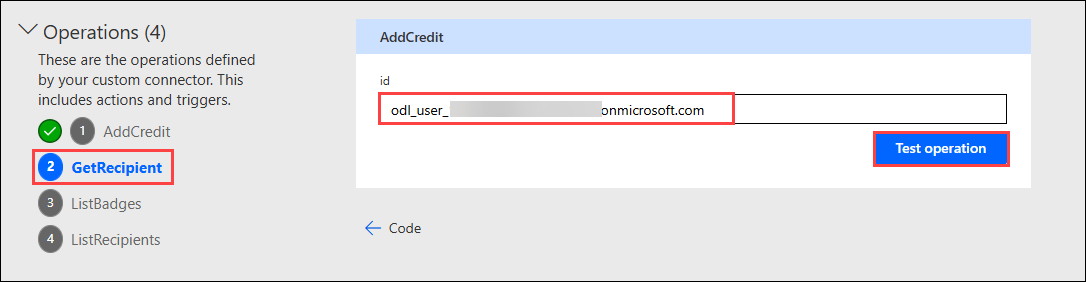 Operations (4)
These are the operations defined
by your custom connector. This
includes actions and triggers.
1 AddCredit
2 GetRecipient
3 ListBadges
4 ListRecipients
AddCredit
id
odl_user_ onmicrosoft.com
Test operation
Code